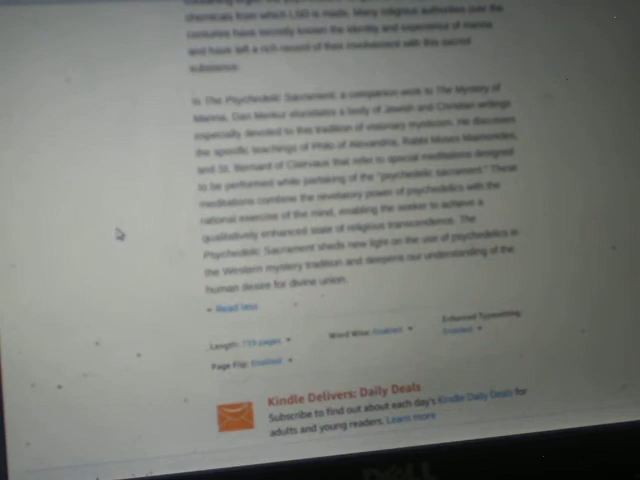 chemicals from which LSD is made. Many religious authorities over the
centuries have secretly known the identity and experience of manna
and have left a rich record of their involvement with this sacred
substance.
In The Psychedelic Sacrament, a companion work to The Mystery of
Manna, Dan Merkur elucidates a body of Jewish and Christian writings
especially devoted to this tradition of visionary mysticism. He discusses
the specific teachings of Philo of Alexandria, Rabbi Moses Maimonides,
and St. Bernard of Clairvaux that refer to special meditations designed
to be performed while partaking of the "psychedelic sacrament." These
meditations combine the revelatory power of psychedelics with the
rational exercise of the mind, enabling the seeker to achieve a
qualitatively enhanced state of religious transcendence. The
Psychedelic Sacrament sheds new light on the use of psychedelics in
the Western mystery tradition and deepens our understanding of the
human desire for divine union.
Read less
Length: pages Word Wise: Enabled Enhanced Typesetting:
Enabled
Page Flip: Enabled
Kindle Delivers: Daily Deals
Subscribe to find out about each day's Kindle Daily Deals for
adults and young readers. Learn more
DELL